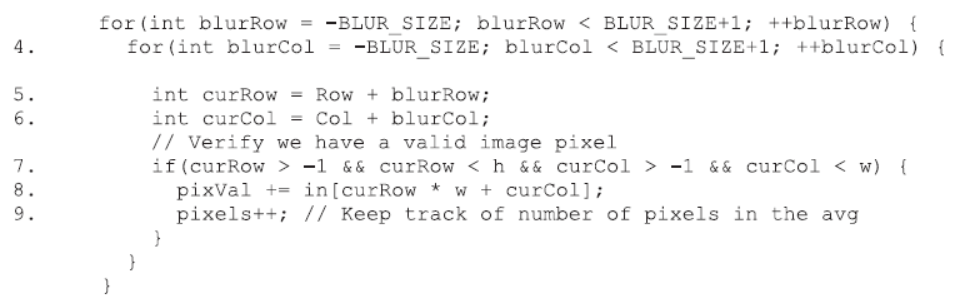 for(int blurRow = -BLUR_SIZE; blurRow < BLUR_SIZE+1; ++blurRow) {
4. for(int blurCol = -BLUR_SIZE; blurCol < BLUR_SIZE+1; ++blurCol) {
5. int curRow = Row + blurRow;
6. int curCol = Col + blurCol;
// Verify we have a valid image pixel
7. if(curRow > -1 && curRow < h && curCol > -1 && curCol < w) {
8. pixVal += in[curRow * w + curCol];
9. pixels++; // Keep track of number of pixels in the avg
}
}
}